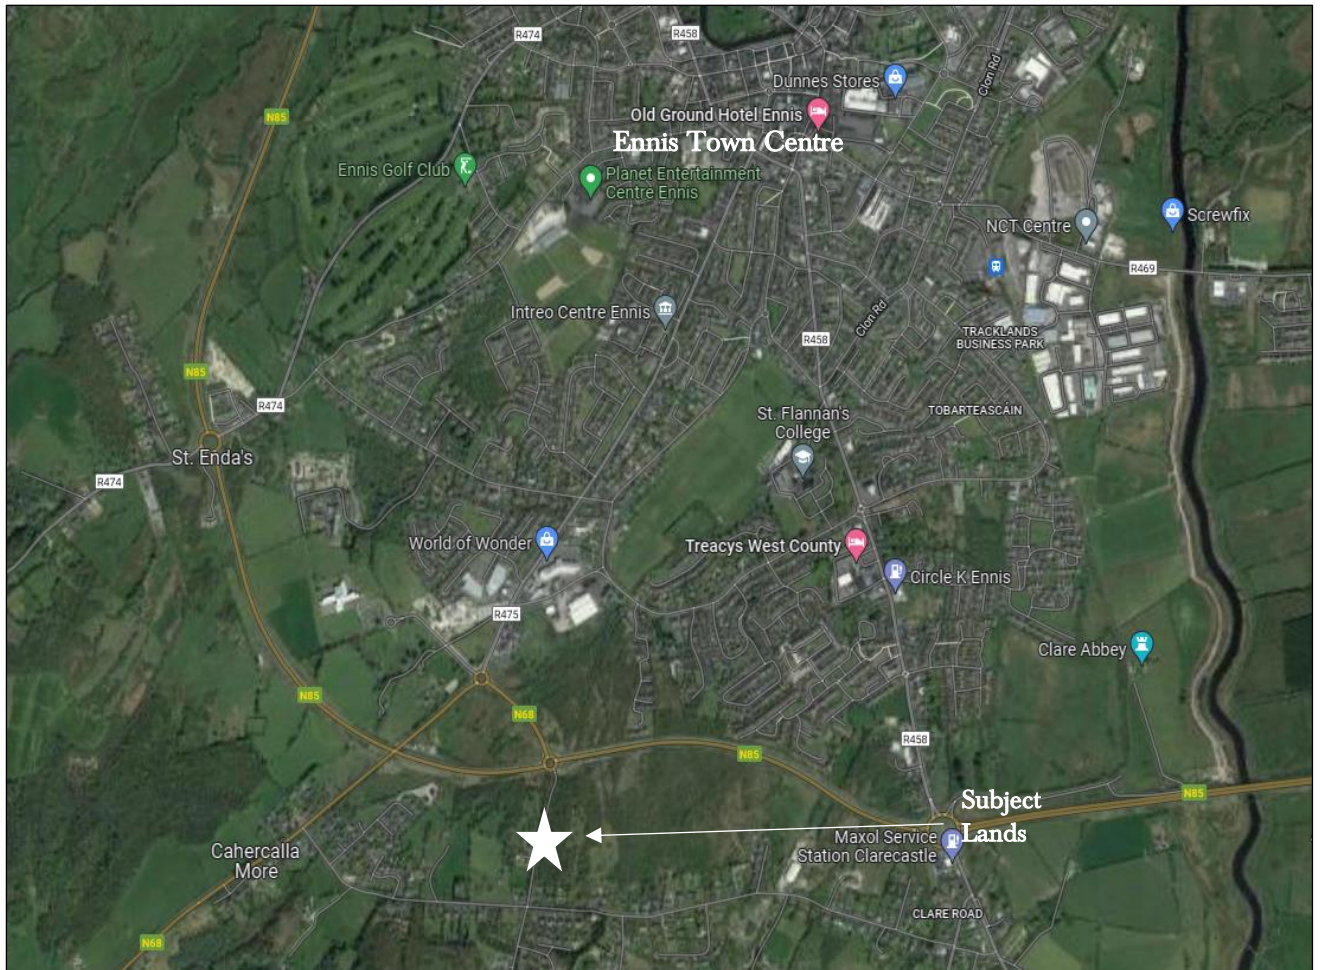 R474
R458
Clon Rd
Dunnes Stores
Old Ground Hotel Ennis
Ennis Town Centre
N85
Ennis Golf Club
Planet Entertainment
Centre Ennis
Screwfix
NCT Centre
R469
Intreo Centre Ennis
Clon Rd
R458
TRACKLANDS
BUSINESS PARK
N85
R474
St. Flannan's
College
TOBARTEASCÁIN
St. Enda's
R474
World of Wonder
Treacys West County
Circle K Ennis
R475
Clare Abbey
N85
N68
R458
N85
N85
Subject
Lands
Maxol Service
Station Clarecastle
Cahercalla
More
CLARE ROAD
N68